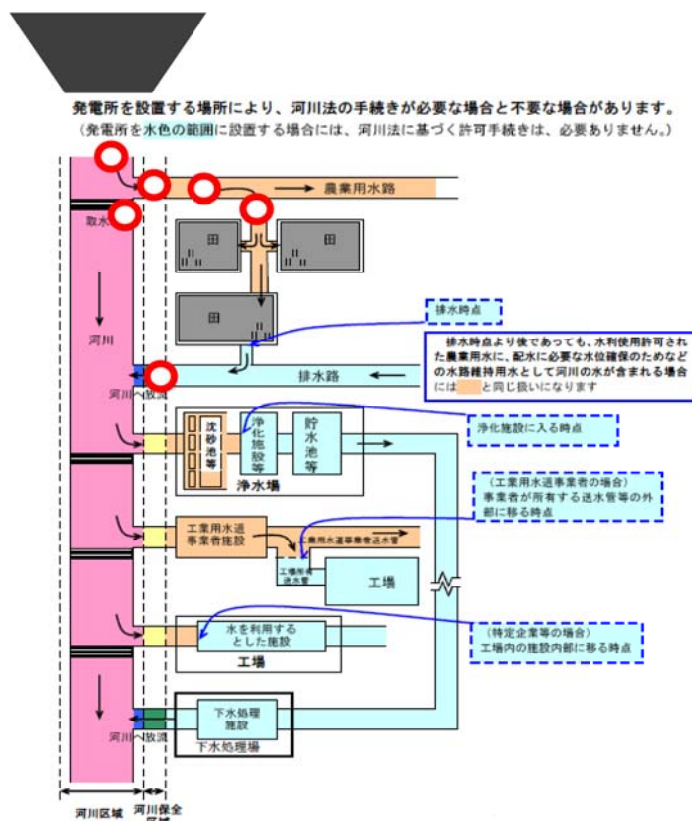 発電所を設置する場所により、河川法の手続きが必要な場合と不要な場合があります。
（発電所を水色の範囲に設置する場合には、河川法に基づく許可手続きは、必要ありません。）
農業用水路
取水
田
田
田
河川
排水時点
排水時点より後であっても、水利使用許可され
た農業用水に、配水に必要な水位確保のためなど
の水路維持用水として河川の水が含まれる場合
には　　と同じ扱いになります
排水路
河川へ放流
沈砂池等
浄化施設等
貯水池等
浄水場
浄化施設に入る時点
（工業用水道事業者の場合）
事業者が所有する送水管等の外
部に移る時点
工業用水道
事業者施設
工業用水道事業者送水管
工場所有
送水管
工場
水を利用する
とした施設
工場
（特定企業等の場合）
工場内の施設内部に移る時点
下水処理
施設
河川へ放流
下水処理場
河川区域
河川保全
区域